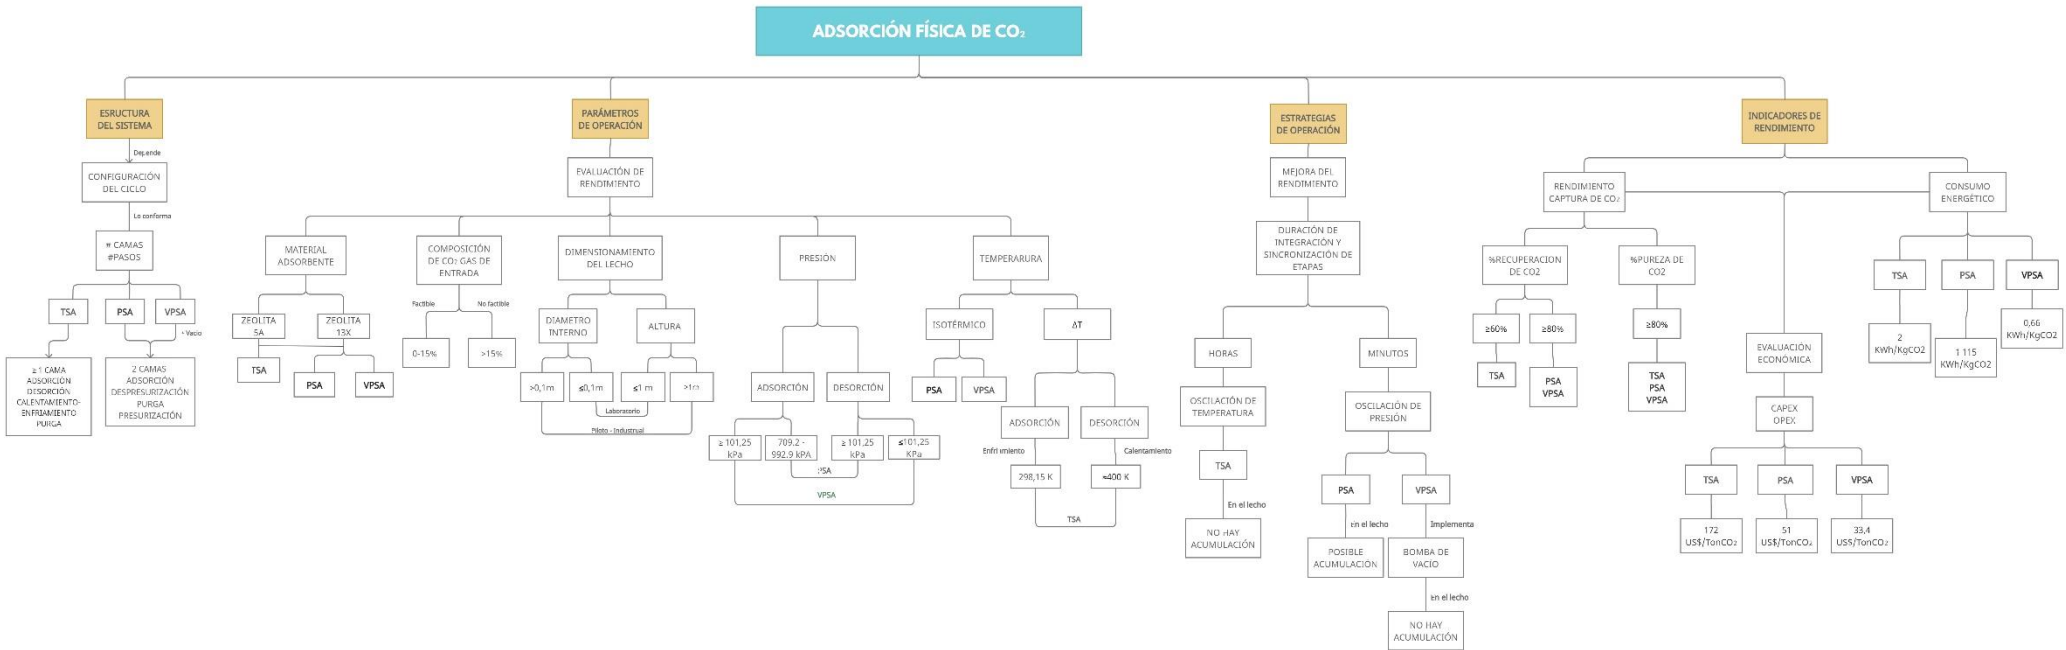 ADSORCIÓN FÍSICA DE CO₂
ESRUCTURA
DEL SISTEMA
Depende
CONFIGURACIÓN
DEL CICLO
Lo conforma
# CAMAS
#PASOS
TSA
PSA
VPSA
+ Vacio
≥ 1 CAMA
ADSORCIÓN
DESORCIÓN
CALENTAMIENTO-
ENFRIAMIENTO
PURGA
2 CAMAS
ADSORCIÓN
DESPRESURIZACIÓN
PURGA
PRESURIZACIÓN
PARÁMETROS
DE OPERACIÓN
EVALUACIÓN DE
RENDIMIENTO
MATERIAL
ADSORBENTE
ZEOLITA
5A
ZEOLITA
13X
TSA
PSA
VPSA
COMPOSICIÓN
DE CO₂ GAS DE
ENTRADA
Factible
No factible
0-15%
>15%
DIMENSIONAMIENTO
DEL LECHO
DIAMETRO
INTERNO
ALTURA
>0,1m
≤0,1m
≤1 m
>1m
Laboratorio
Piloto - Industrual
PRESIÓN
ADSORCIÓN
DESORCIÓN
≥ 101,25
kPa
709.2 -
992.9 kPA
≥ 101,25
kPa
≤101,25
KPa
PSA
VPSA
TEMPERARURA
ISOTÉRMICO
ΔT
PSA
VPSA
ADSORCIÓN
DESORCIÓN
Enfriamiento
Calentamiento
298,15 K
≈400 K
TSA
ESTRATEGIAS
DE OPERACIÓN
MEJORA DEL
RENDIMIENTO
DURACIÓN DE
INTEGRACIÓN Y
SINCRONIZACIÓN DE
ETAPAS
HORAS
MINUTOS
OSCILACIÓN DE
TEMPERATURA
OSCILACIÓN DE
PRESIÓN
TSA
En el lecho
NO HAY
ACUMULACIÓN
PSA
VPSA
En el lecho
Implementa
POSIBLE
ACUMULACIÓN
BOMBA DE
VACÍO
En el lecho
NO HAY
ACUMULACIÓN
INDICADORES DE
RENDIMIENTO
RENDIMIENTO
CAPTURA DE CO₂
CONSUMO
ENERGÉTICO
%RECUPERACION
DE CO2
%PUREZA DE
CO2
≥60%
≥80%
≥80%
TSA
PSA
VPSA
TSA
PSA
VPSA
TSA
PSA
VPSA
2
KWh/KgCO2
1 115
KWh/KgCO2
0,66
KWh/KgCO2
EVALUACIÓN
ECONÓMICA
CAPEX
OPEX
TSA
PSA
VPSA
172
US$/TonCO₂
51
US$/TonCO₂
33,4
US$/TonCO₂